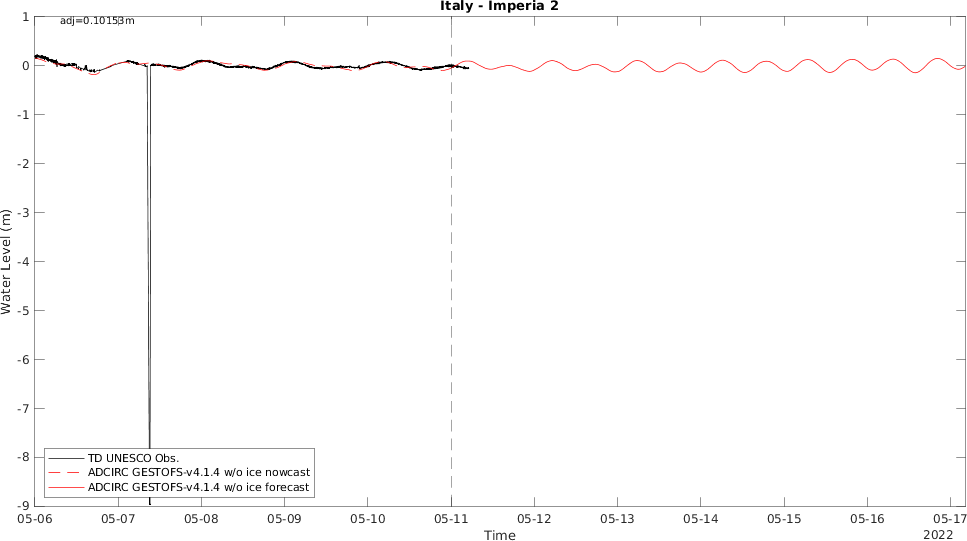 Italy - Imperia 2
adj=0.10153m
1
0
-1
-2
-3
-4
-5
-6
-7
-8
-9
Water Level (m)
TD UNESCO Obs.
ADCIRC GESTOFS-v4.1.4 w/o ice nowcast
ADCIRC GESTOFS-v4.1.4 w/o ice forecast
05-06 05-07 05-08 05-09 05-10 05-11 05-12 05-13 05-14 05-15 05-16 05-17
Time
2022